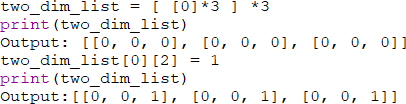 two_dim_list = [ [0]*3 ] *3
print(two_dim_list)
Output: [[0, 0, 0], [0, 0, 0], [0, 0, 0]]
two_dim_list[0][2] = 1
print(two_dim_list)
Output:[[0, 0, 1], [0, 0, 1], [0, 0, 1]]